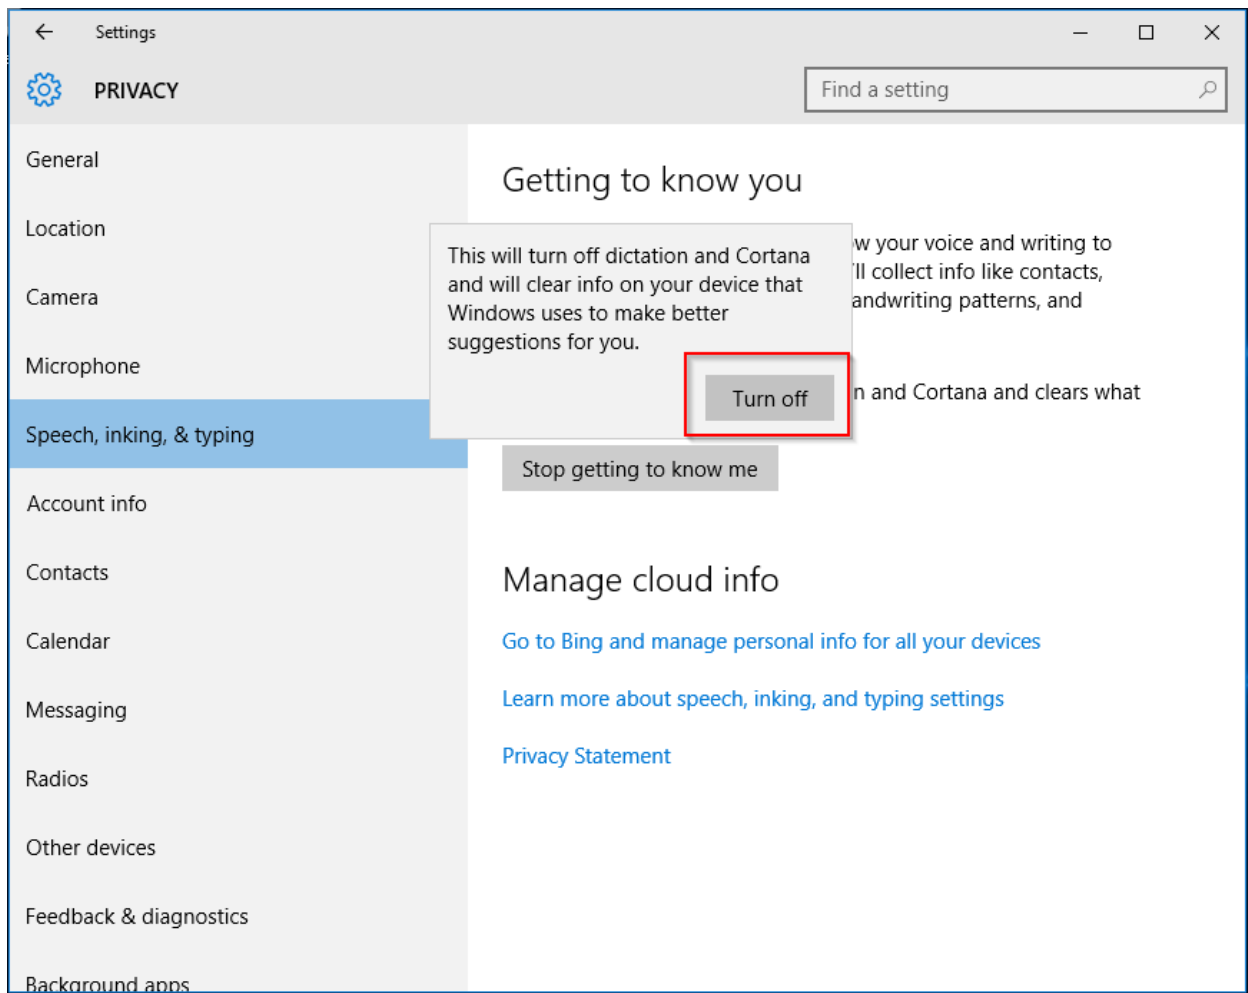 Settings
PRIVACY
Find a setting
General
Location
Camera
Microphone
Speech, inking, & typing
Account info
Contacts
Calendar
Messaging
Radios
Other devices
Feedback & diagnostics
Background apps
Getting to know you
your voice and writing to
collect info like contacts,
patterns, and
This will turn off dictation and Cortana
and will clear info on your device that
Windows uses to make better
suggestions for you.
Turn off
and Cortana and clears what
Stop getting to know me
Manage cloud info
Go to Bing and manage personal info for all your devices
Learn more about speech, inking, and typing settings
Privacy Statement